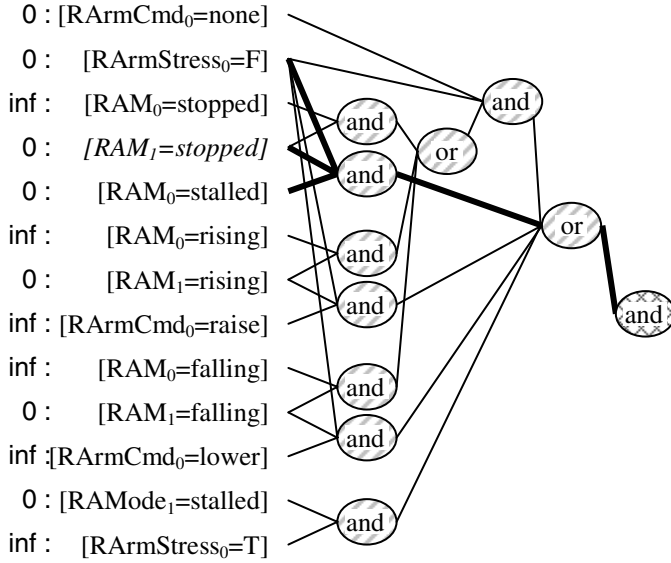 0 : [RArmCmd₀=none]
0 : [RArmStress₀=F]
and
inf : [RAM₀=stopped]
and
0 : [RAM₁=stopped]
or
and
0 : [RAM₀=stalled]
inf : [RAM₀=rising]
or
and
0 : [RAM₁=rising]
and
inf : [RArmCmd₀=raise]
and
inf : [RAM₀=falling]
and
0 : [RAM₁=falling]
and
inf : [RArmCmd₀=lower]
0 : [RAMode₁=stalled]
and
inf : [RArmStress₀=T]